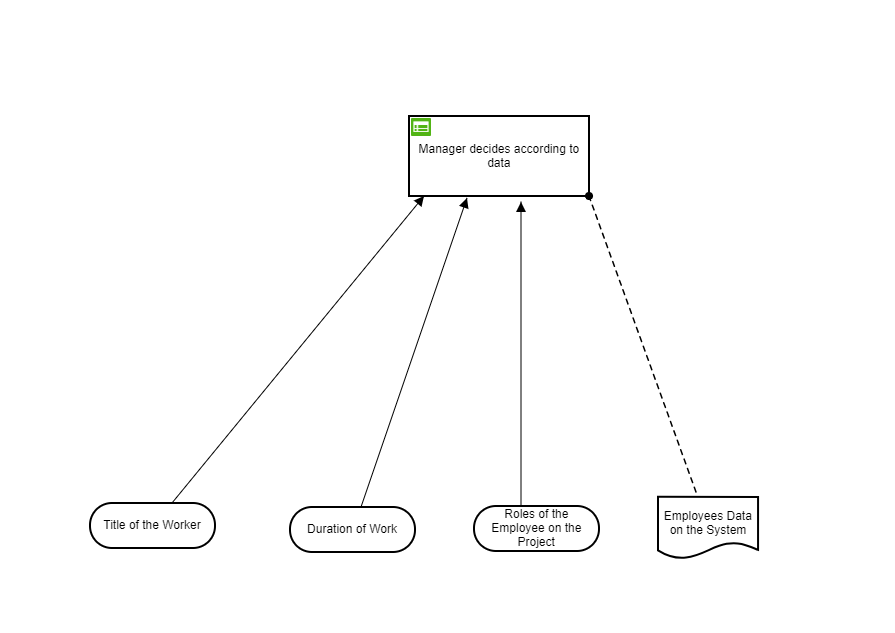 Manager decides according to
data
Title of the Worker
Duration of Work
Roles of the
Employee on the
Project
Employees Data
on the System